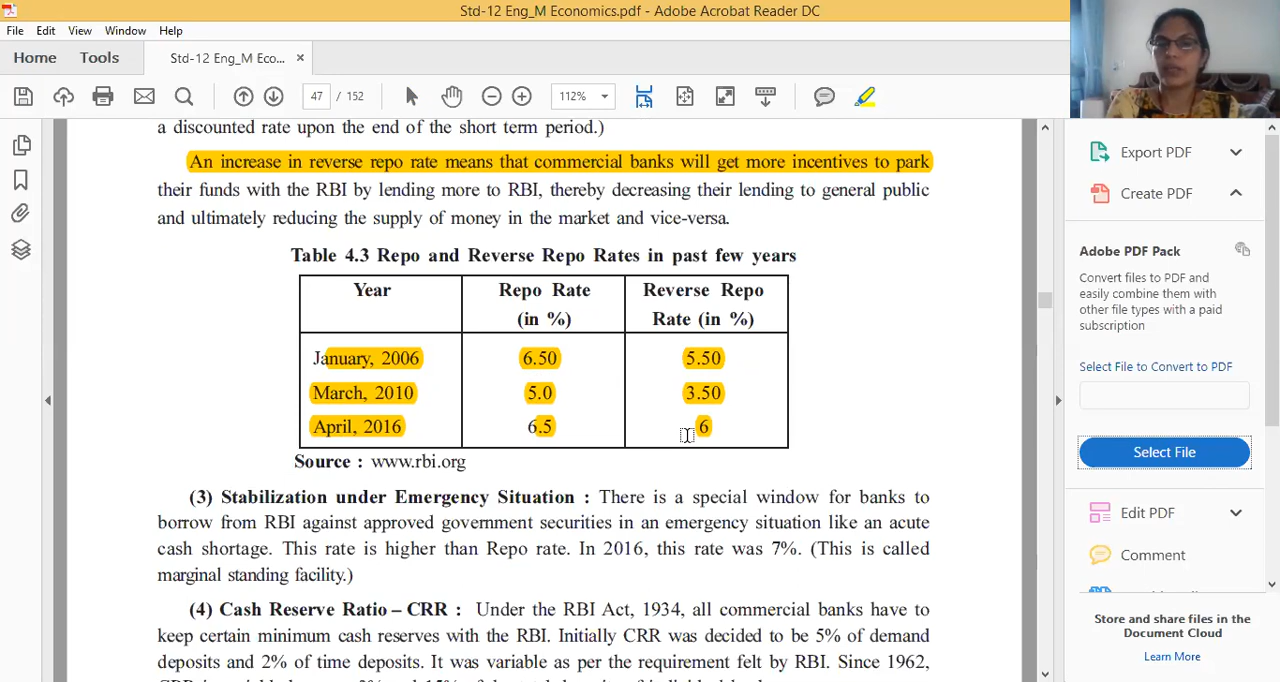 Std-12 Eng_M Economics.pdf - Adobe Acrobat Reader DC
File Edit View Window Help
Home Tools Std-12 Eng_M Eco... ×
47 / 152 112%
a discounted rate upon the end of the short term period.)
An increase in reverse repo rate means that commercial banks will get more incentives to park
their funds with the RBI by lending more to RBI, thereby decreasing their lending to general public
and ultimately reducing the supply of money in the market and vice-versa.
Table 4.3 Repo and Reverse Repo Rates in past few years
Year Repo Rate (in %) Reverse Repo Rate (in %)
January, 2006 6.50 5.50
March, 2010 5.0 3.50
April, 2016 6.5 6
Source : www.rbi.org
(3) Stabilization under Emergency Situation : There is a special window for banks to
borrow from RBI against approved government securities in an emergency situation like an acute
cash shortage. This rate is higher than Repo rate. In 2016, this rate was 7%. (This is called
marginal standing facility.)
(4) Cash Reserve Ratio – CRR : Under the RBI Act, 1934, all commercial banks have to
keep certain minimum cash reserves with the RBI. Initially CRR was decided to be 5% of demand
deposits and 2% of time deposits. It was variable as per the requirement felt by RBI. Since 1962,
Export PDF
Create PDF
Adobe PDF Pack
Convert files to PDF and
easily combine them with
other file types with a paid
subscription
Select File to Convert to PDF
Select File
Edit PDF
Comment
Store and share files in the
Document Cloud
Learn More